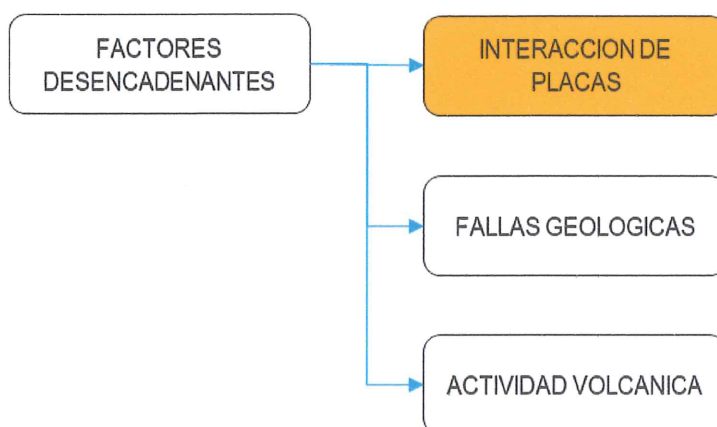 FACTORES
DESENCADENANTES
INTERACCION DE
PLACAS
FALLAS GEOLOGICAS
ACTIVIDAD VOLCANICA